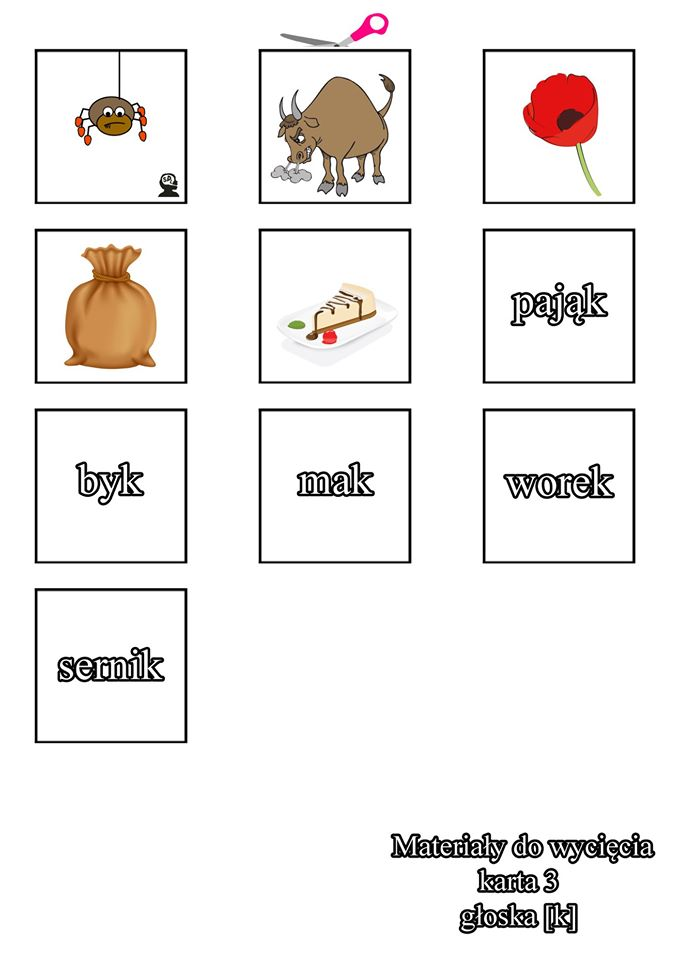 pająk
byk
mak
worek
sernik
Materiały do wycięcia
karta 3
głoska [k]